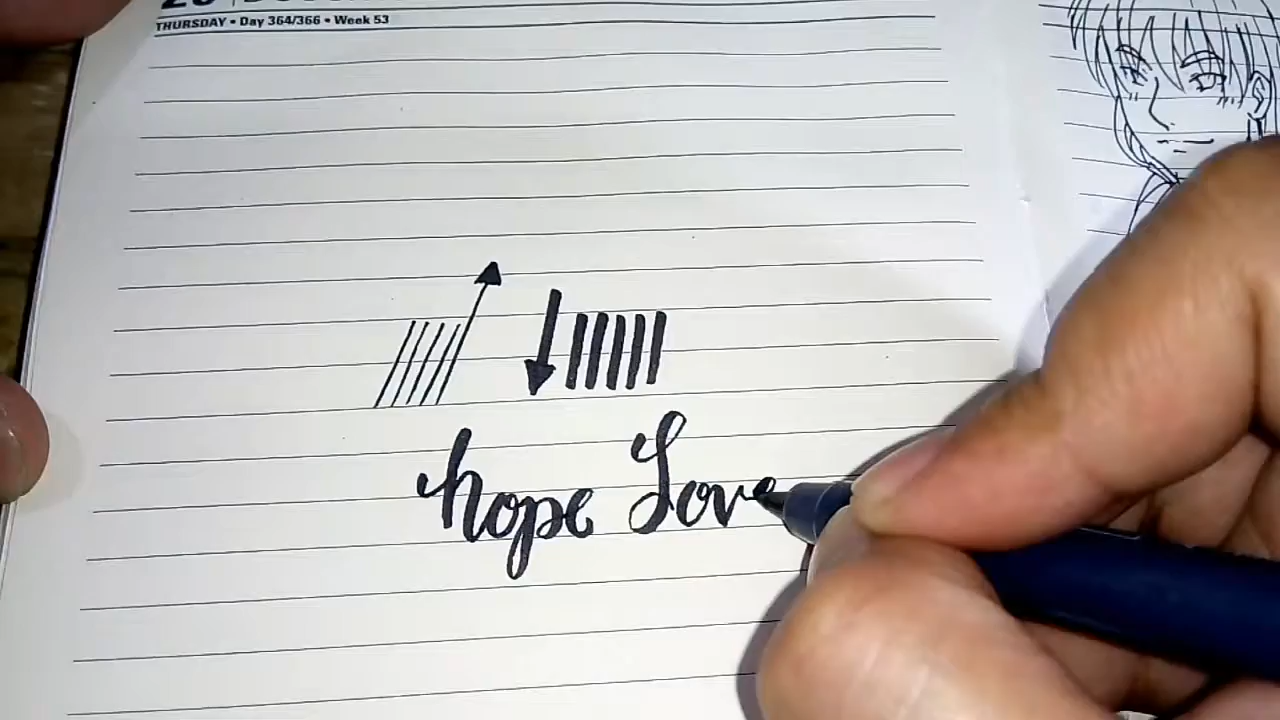 THURSDAY • Day 364/366 • Week 53
hope Love